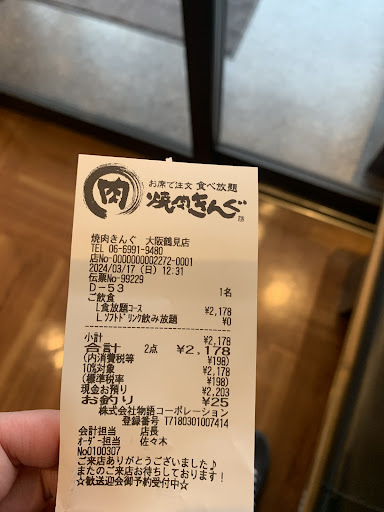 肉
お席で注文 食べ放題
焼肉きんぐ
焼肉きんぐ 大阪鶴見店
TEL 06-6991-9480
店No-0000000002272-0001
2024/03/17 (日) 12:31
伝票No-99229
D-53 1名
ご飲食
L食放題コース ¥2,178
Lソフトドリンク飲み放題 ¥0
小計 ¥2,178
合計 2点 ¥2,178
(内消費税等 ¥198)
10%対象 ¥2,178
(標準税率 ¥198)
現金お預り ¥2,203
お釣り ¥25
株式会社物語コーポレーション
登録番号 T7180301007414
会計担当 店長
オーダー担当 佐々木
No0100307
ご来店ありがとうございました♪
またのご来店お待ちしております!
☆歓送迎会御予約受付中☆